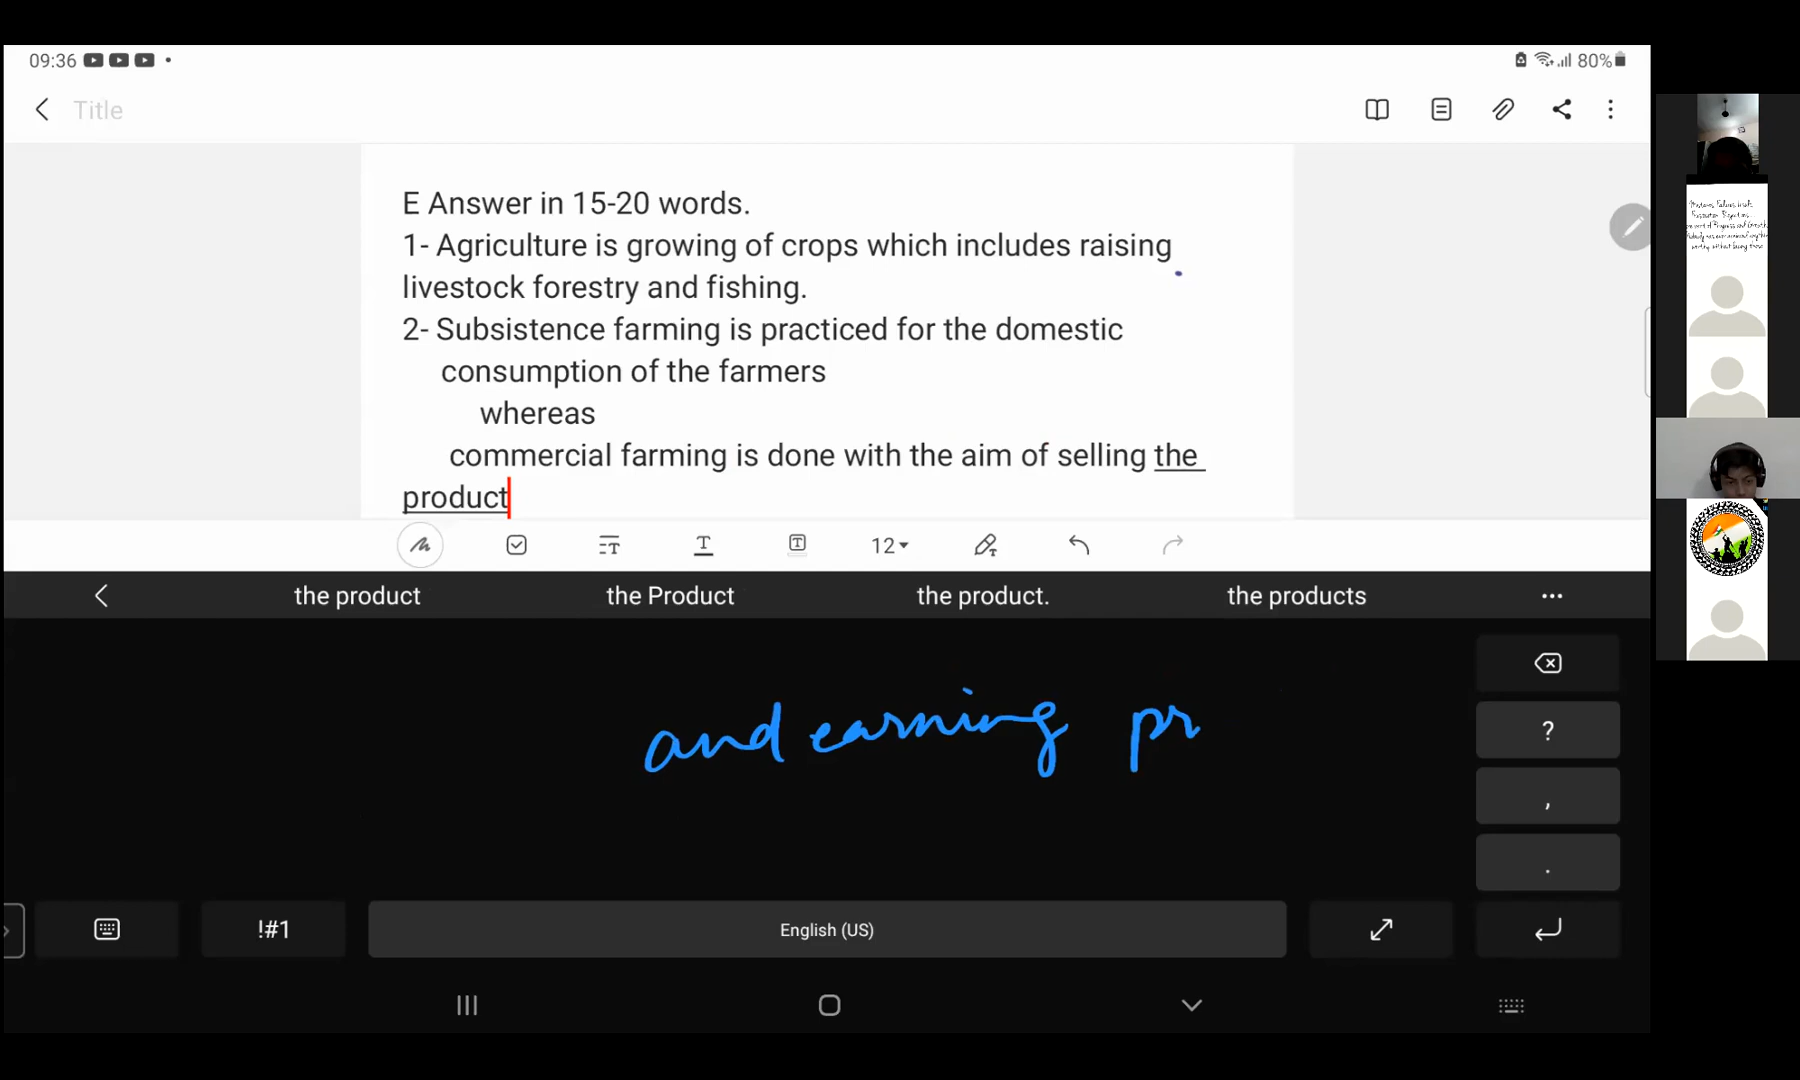 09:36
80%
Title
E Answer in 15-20 words.
1- Agriculture is growing of crops which includes raising
livestock forestry and fishing.
2- Subsistence farming is practiced for the domestic
consumption of the farmers
whereas
commercial farming is done with the aim of selling the
product
12
the product the Product the product. the products ...
and earning pr
?
,
.
!#1
English (US)